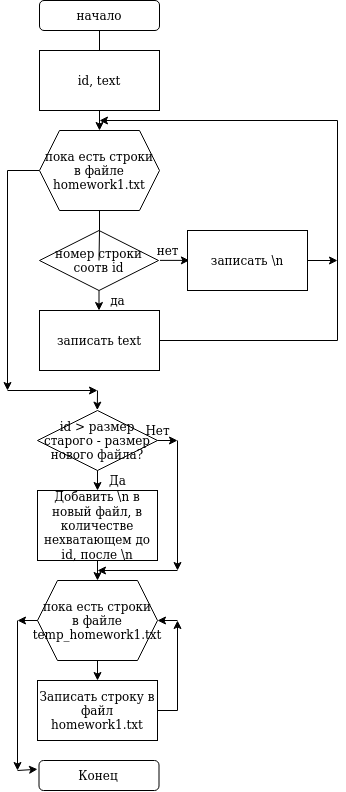 начало
id, text
пока есть строки
в файле
homework1.txt
номер строки
соотв id
нет
записать \n
да
записать text
id > размер
старого - размер
нового файла?
Нет
Да
Добавить \n в
новый файл, в
количестве
нехватающем до
id, после \n
пока есть строки
в файле
temp_homework1.txt
Записать строку в
файл
homework1.txt
Конец